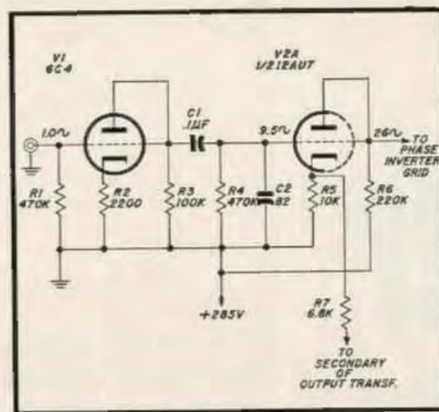 V1
6C4
V2A
1/2 12AU7
C1
.1µF
1.0∿
9.5∿
26∿
TO
PHASE
INVERTER
GRID
R1
470K
R2
2200
R3
100K
R4
470K
C2
.82
R5
10K
R6
220K
+285V
R7
6.8K
TO
SECONDARY
OF
OUTPUT TRANSF.